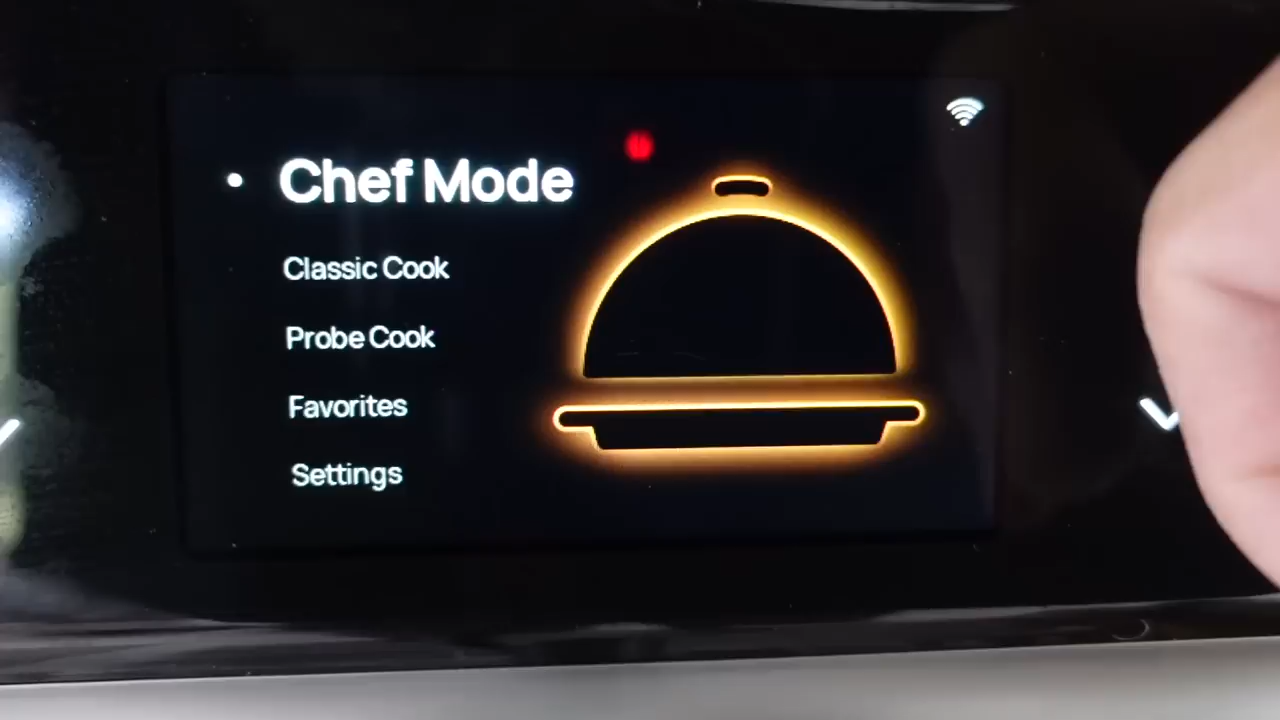 Chef Mode
Classic Cook
Probe Cook
Favorites
Settings